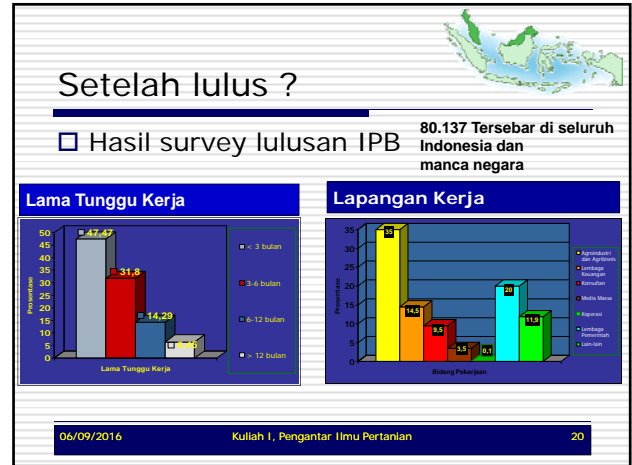 Setelah lulus ?
Hasil survey lulusan IPB
80.137 Tersebar di seluruh
Indonesia dan
manca negara
Lama Tunggu Kerja
50
45
40
35
30
25
20
15
10
5
0
Prosentase
47,47
31,8
14,29
Lama Tunggu Kerja
< 3 bulan
3-6 bulan
6-12 bulan
> 12 bulan
Lapangan Kerja
35
30
25
20
15
10
5
0
Prosentase
35
14,5
9,5
3,5
0,1
20
11,9
Bidang Pekerjaan
Agroindustri
dan Agribisnis
Lembaga
Keuangan
Konsultan
Media Massa
Koperasi
Lembaga
Pemerintah
Lain-lain
06/09/2016
Kuliah I, Pengantar Ilmu Pertanian
20